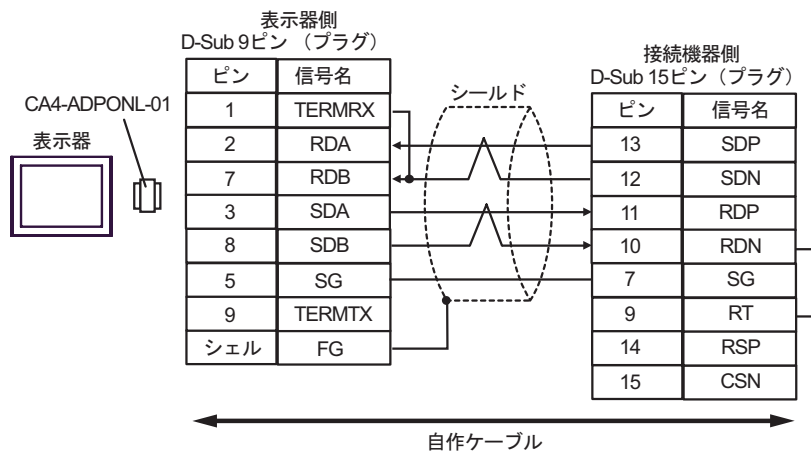 表示器側
D-Sub 9ピン （プラグ）
ピン 信号名
1 TERMRX
2 RDA
7 RDB
3 SDA
8 SDB
5 SG
9 TERMTX
シェル FG
CA4-ADPONL-01
表示器
シールド
接続機器側
D-Sub 15ピン （プラグ）
ピン 信号名
13 SDP
12 SDN
11 RDP
10 RDN
7 SG
9 RT
14 RSP
15 CSN
自作ケーブル